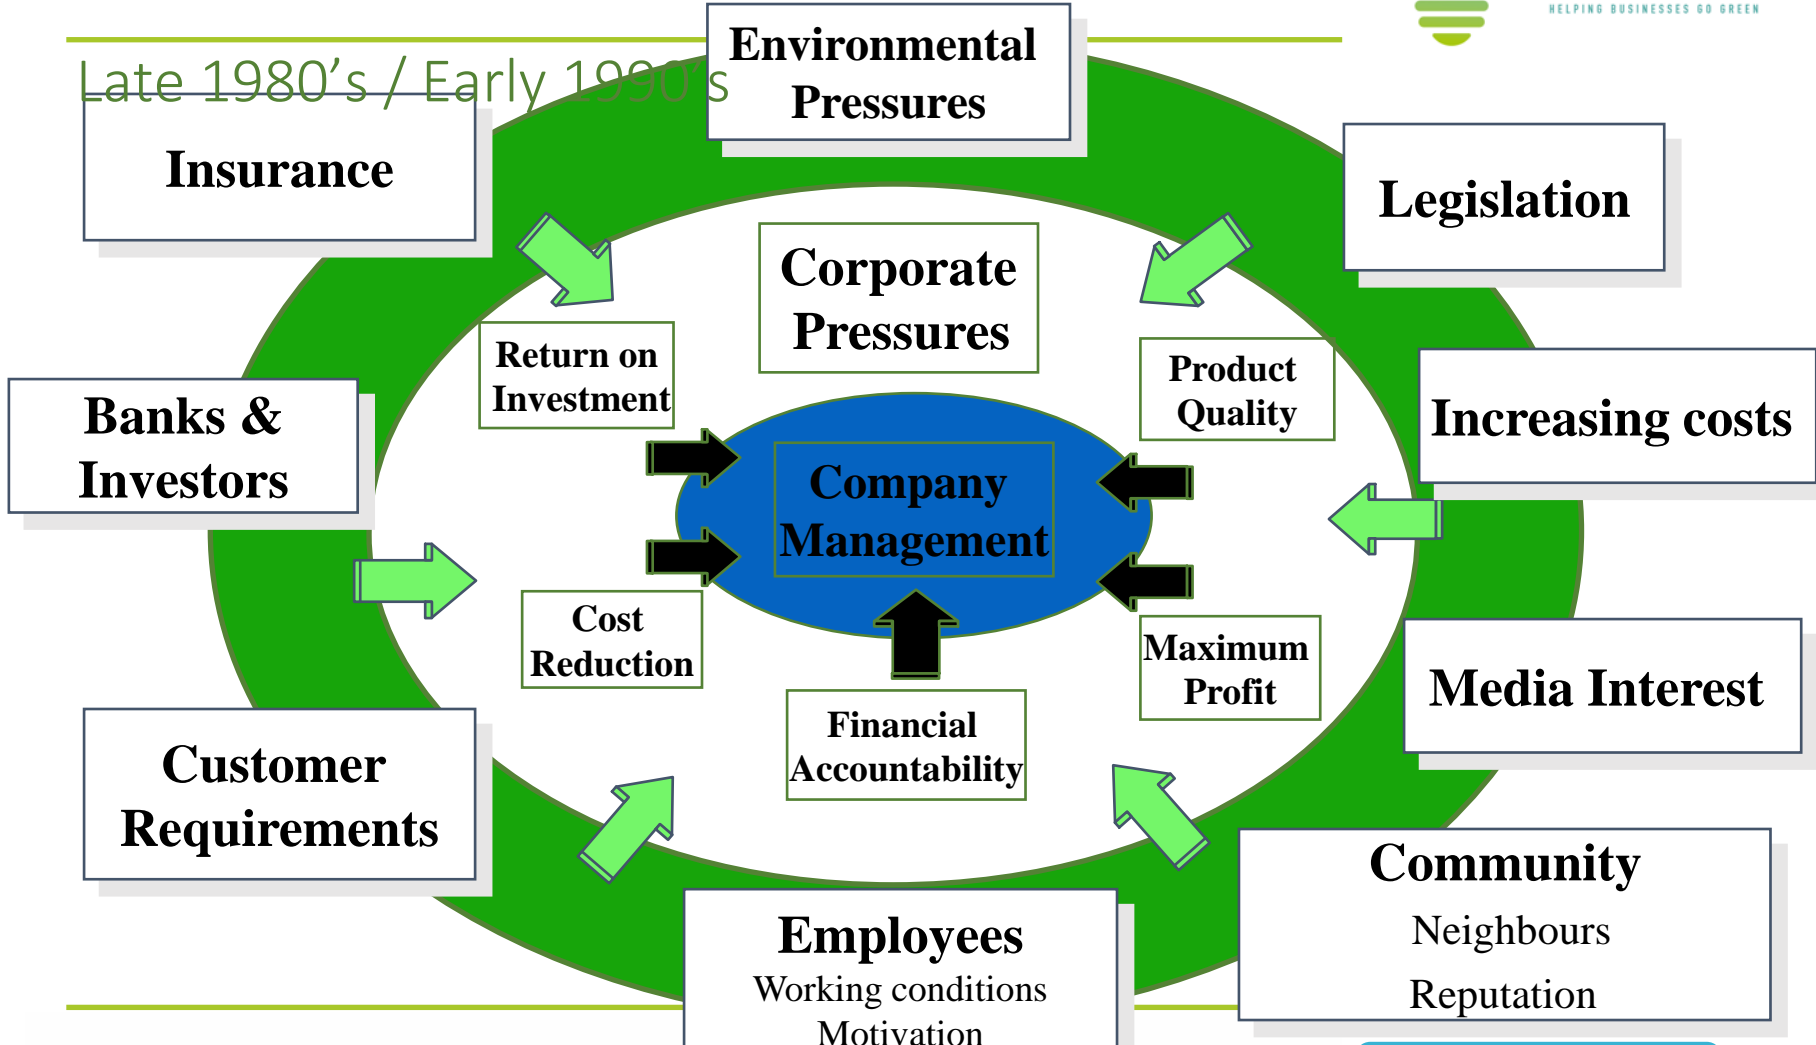 HELPING BUSINESSES GO GREEN
Late 1980’s / Early 1990’s
Environmental
Pressures
Insurance
Legislation
Corporate
Pressures
Return on
Investment
Product
Quality
Banks &
Investors
Increasing costs
Company
Management
Cost
Reduction
Maximum
Profit
Media Interest
Financial
Accountability
Customer
Requirements
Community
Neighbours
Reputation
Employees
Working conditions
Motivation